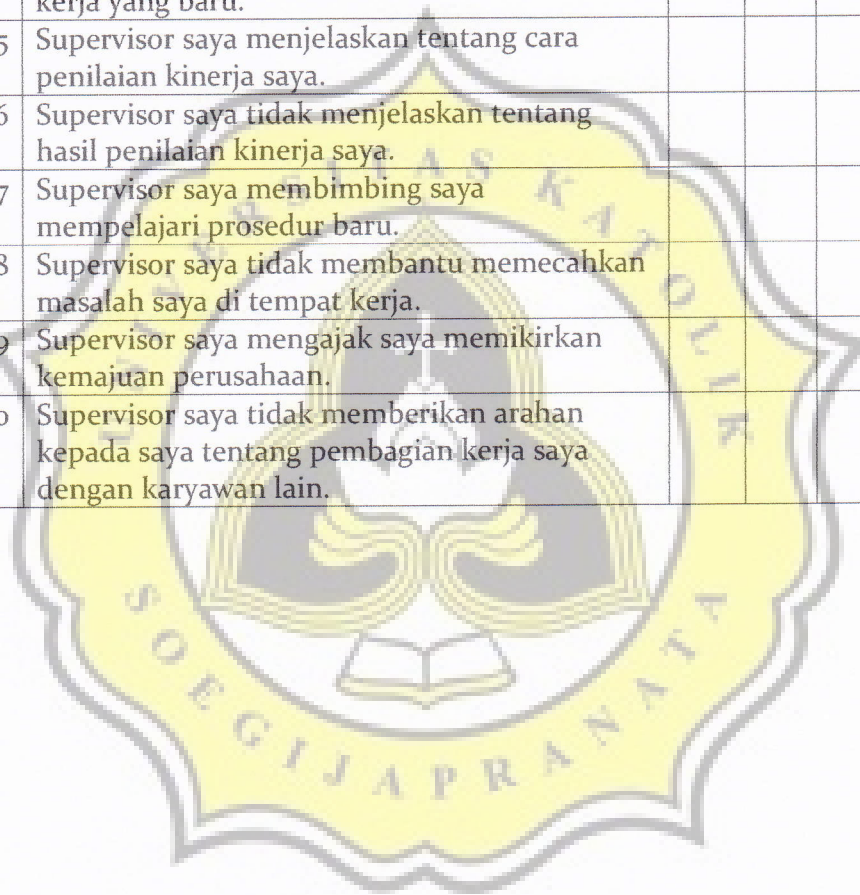 kerja yang baru.
5 Supervisor saya menjelaskan tentang cara
penilaian kinerja saya.
6 Supervisor saya tidak menjelaskan tentang
hasil penilaian kinerja saya.
7 Supervisor saya membimbing saya
mempelajari prosedur baru.
8 Supervisor saya tidak membantu memecahkan
masalah saya di tempat kerja.
9 Supervisor saya mengajak saya memikirkan
kemajuan perusahaan.
0 Supervisor saya tidak memberikan arahan
kepada saya tentang pembagian kerja saya
dengan karyawan lain.
UNIVERSITAS KATOLIK
SOEGIJAPRANATA